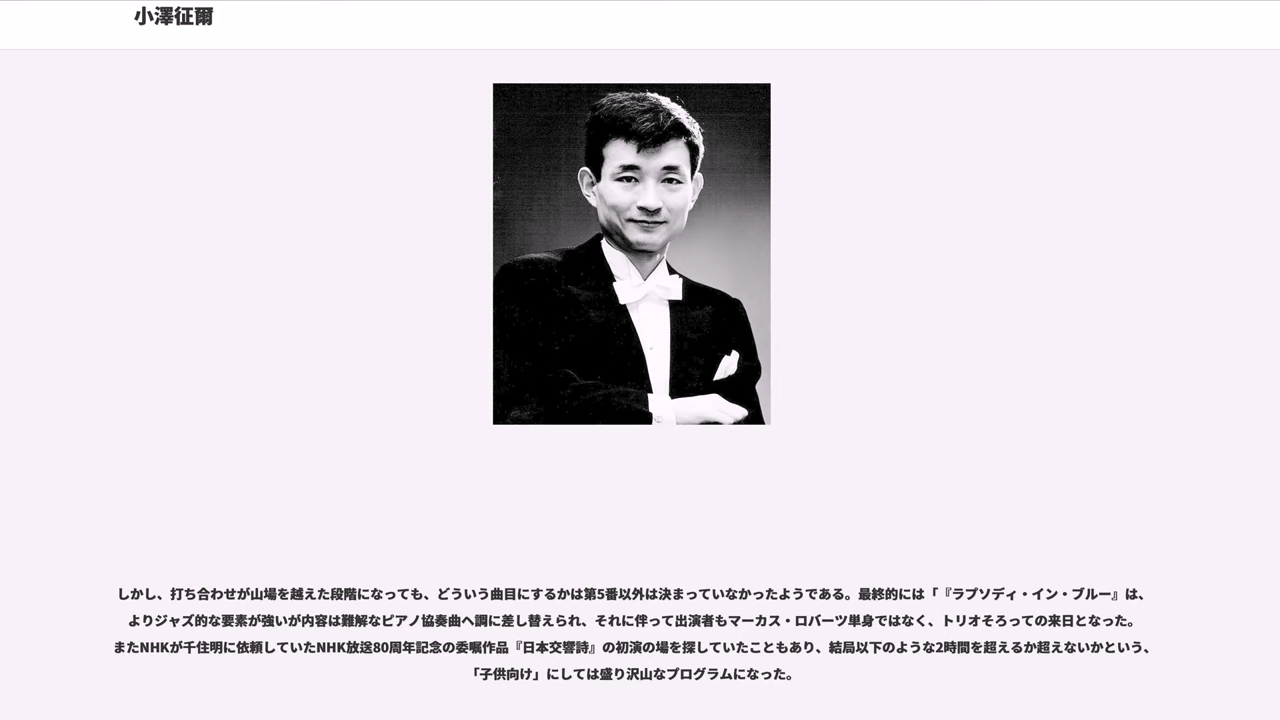 小澤征爾
しかし、打ち合わせが山場を越えた段階になっても、どういう曲目にするかは第5番以外は決まっていなかったようである。最終的には「『ラプソディ・イン・ブルー』は、
よりジャズ的な要素が強いが内容は難解なピアノ協奏曲ヘ調に差し替えられ、それに伴って出演者もマーカス・ロバーツ単身ではなく、トリオそろっての来日となった。
またNHKが千住明に依頼していたNHK放送80周年記念の委嘱作品『日本交響詩』の初演の場を探していたこともあり、結局以下のような2時間を超えるか超えないかという、
「子供向け」にしては盛り沢山なプログラムになった。